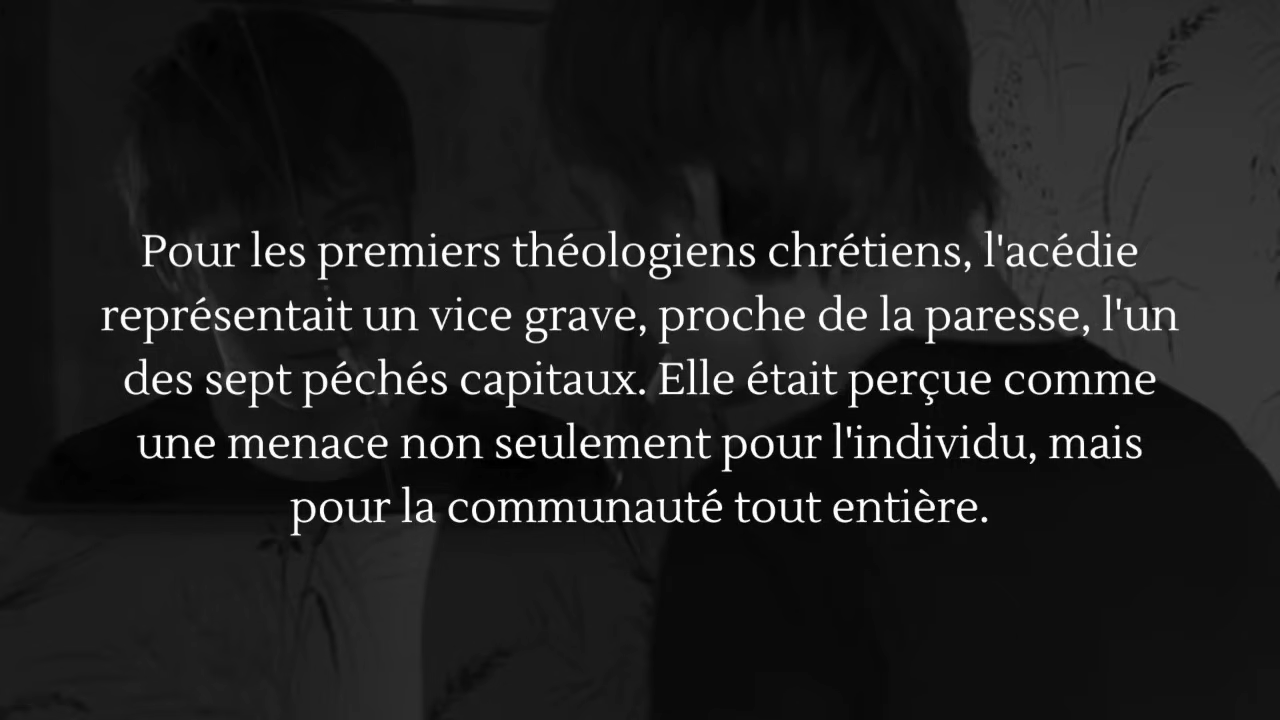 Pour les premiers théologiens chrétiens, l'acédie
représentait un vice grave, proche de la paresse, l'un
des sept péchés capitaux. Elle était perçue comme
une menace non seulement pour l'individu, mais
pour la communauté tout entière.